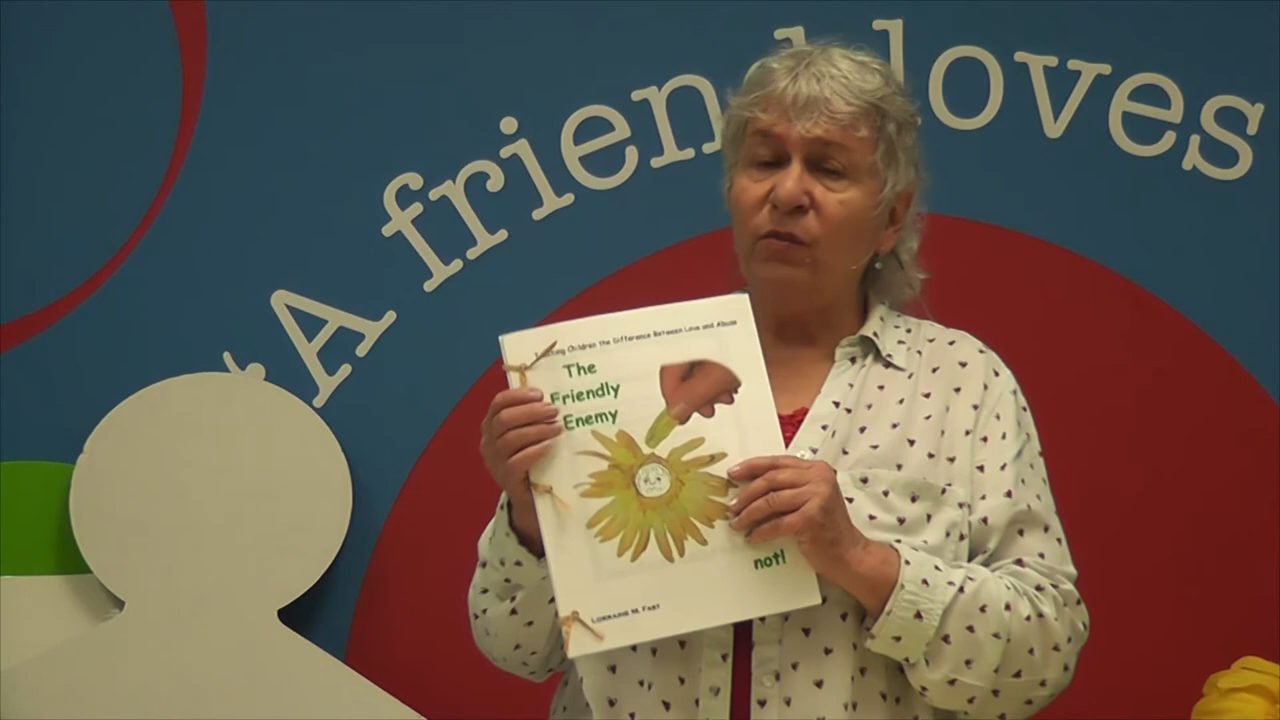 "A friend loves
Teaching Children the Difference Between Love and Abuse
The
Friendly
Enemy
not!
Lorraine M. Fast